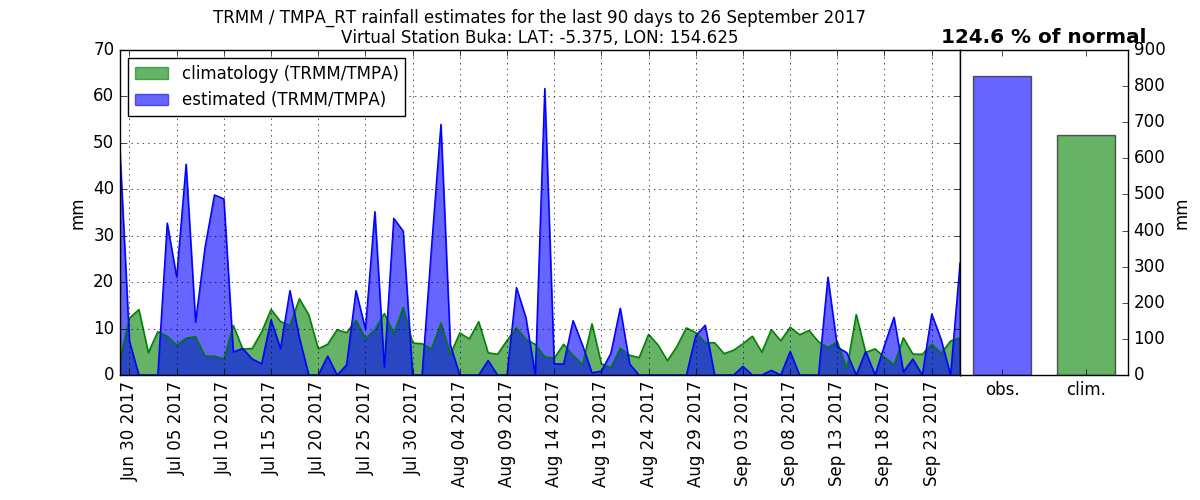 TRMM / TMPA_RT rainfall estimates for the last 90 days to 26 September 2017
Virtual Station Buka: LAT: -5.375, LON: 154.625
124.6 % of normal
climatology (TRMM/TMPA)
estimated (TRMM/TMPA)
70
60
50
40
30
20
10
0
mm
Jun 30 2017
Jul 05 2017
Jul 10 2017
Jul 15 2017
Jul 20 2017
Jul 25 2017
Jul 30 2017
Aug 04 2017
Aug 09 2017
Aug 14 2017
Aug 19 2017
Aug 24 2017
Aug 29 2017
Sep 03 2017
Sep 08 2017
Sep 13 2017
Sep 18 2017
Sep 23 2017
obs.
clim.
900
800
700
600
500
400
300
200
100
0
mm